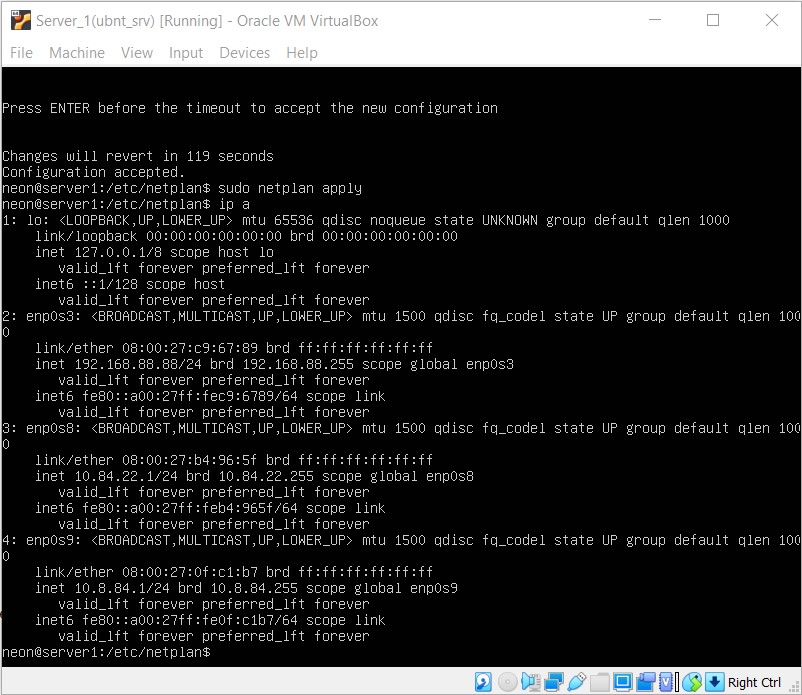 Server_1(ubnt_srv) [Running] - Oracle VM VirtualBox
File Machine View Input Devices Help
Press ENTER before the timeout to accept the new configuration
Changes will revert in 119 seconds
Configuration accepted.
neon@server1:/etc/netplan$ sudo netplan apply
neon@server1:/etc/netplan$ ip a
1: lo: <LOOPBACK,UP,LOWER_UP> mtu 65536 qdisc noqueue state UNKNOWN group default qlen 1000
link/loopback 00:00:00:00:00:00 brd 00:00:00:00:00:00
inet 127.0.0.1/8 scope host lo
valid_lft forever preferred_lft forever
inet6 ::1/128 scope host
valid_lft forever preferred_lft forever
2: enp0s3: <BROADCAST,MULTICAST,UP,LOWER_UP> mtu 1500 qdisc fq_codel state UP group default qlen 100
0
link/ether 08:00:27:c9:67:89 brd ff:ff:ff:ff:ff:ff
inet 192.168.88.88/24 brd 192.168.88.255 scope global enp0s3
valid_lft forever preferred_lft forever
inet6 fe80::a00:27ff:fec9:6789/64 scope link
valid_lft forever preferred_lft forever
3: enp0s8: <BROADCAST,MULTICAST,UP,LOWER_UP> mtu 1500 qdisc fq_codel state UP group default qlen 100
0
link/ether 08:00:27:b4:96:5f brd ff:ff:ff:ff:ff:ff
inet 10.84.22.1/24 brd 10.84.22.255 scope global enp0s8
valid_lft forever preferred_lft forever
inet6 fe80::a00:27ff:feb4:965f/64 scope link
valid_lft forever preferred_lft forever
4: enp0s9: <BROADCAST,MULTICAST,UP,LOWER_UP> mtu 1500 qdisc fq_codel state UP group default qlen 100
0
link/ether 08:00:27:0f:c1:b7 brd ff:ff:ff:ff:ff:ff
inet 10.8.84.1/24 brd 10.8.84.255 scope global enp0s9
valid_lft forever preferred_lft forever
inet6 fe80::a00:27ff:fe0f:c1b7/64 scope link
valid_lft forever preferred_lft forever
neon@server1:/etc/netplan$
Right Ctrl